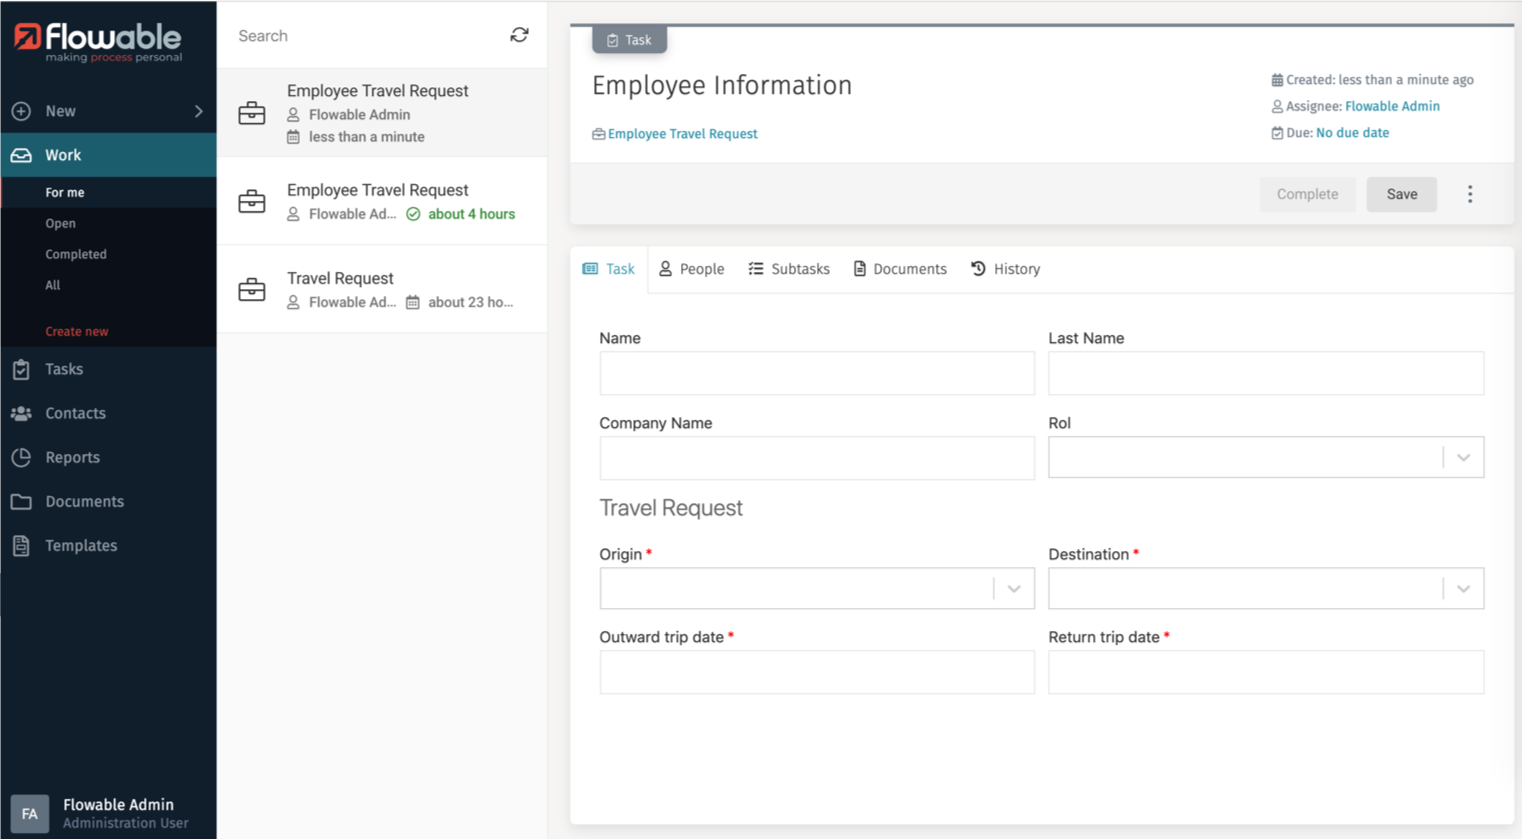 flowable
making process personal
New
Work
For me
Open
Completed
All
Create new
Tasks
Contacts
Reports
Documents
Templates
FA
Flowable Admin
Administration User
Search
Employee Travel Request
Flowable Admin
less than a minute
Employee Travel Request
Flowable Ad... about 4 hours
Travel Request
Flowable Ad... about 23 ho...
Task
Employee Information
Employee Travel Request
Created: less than a minute ago
Assignee: Flowable Admin
Due: No due date
Complete Save
Task People Subtasks Documents History
Name Last Name
Company Name Rol
Travel Request
Origin * Destination *
Outward trip date * Return trip date *